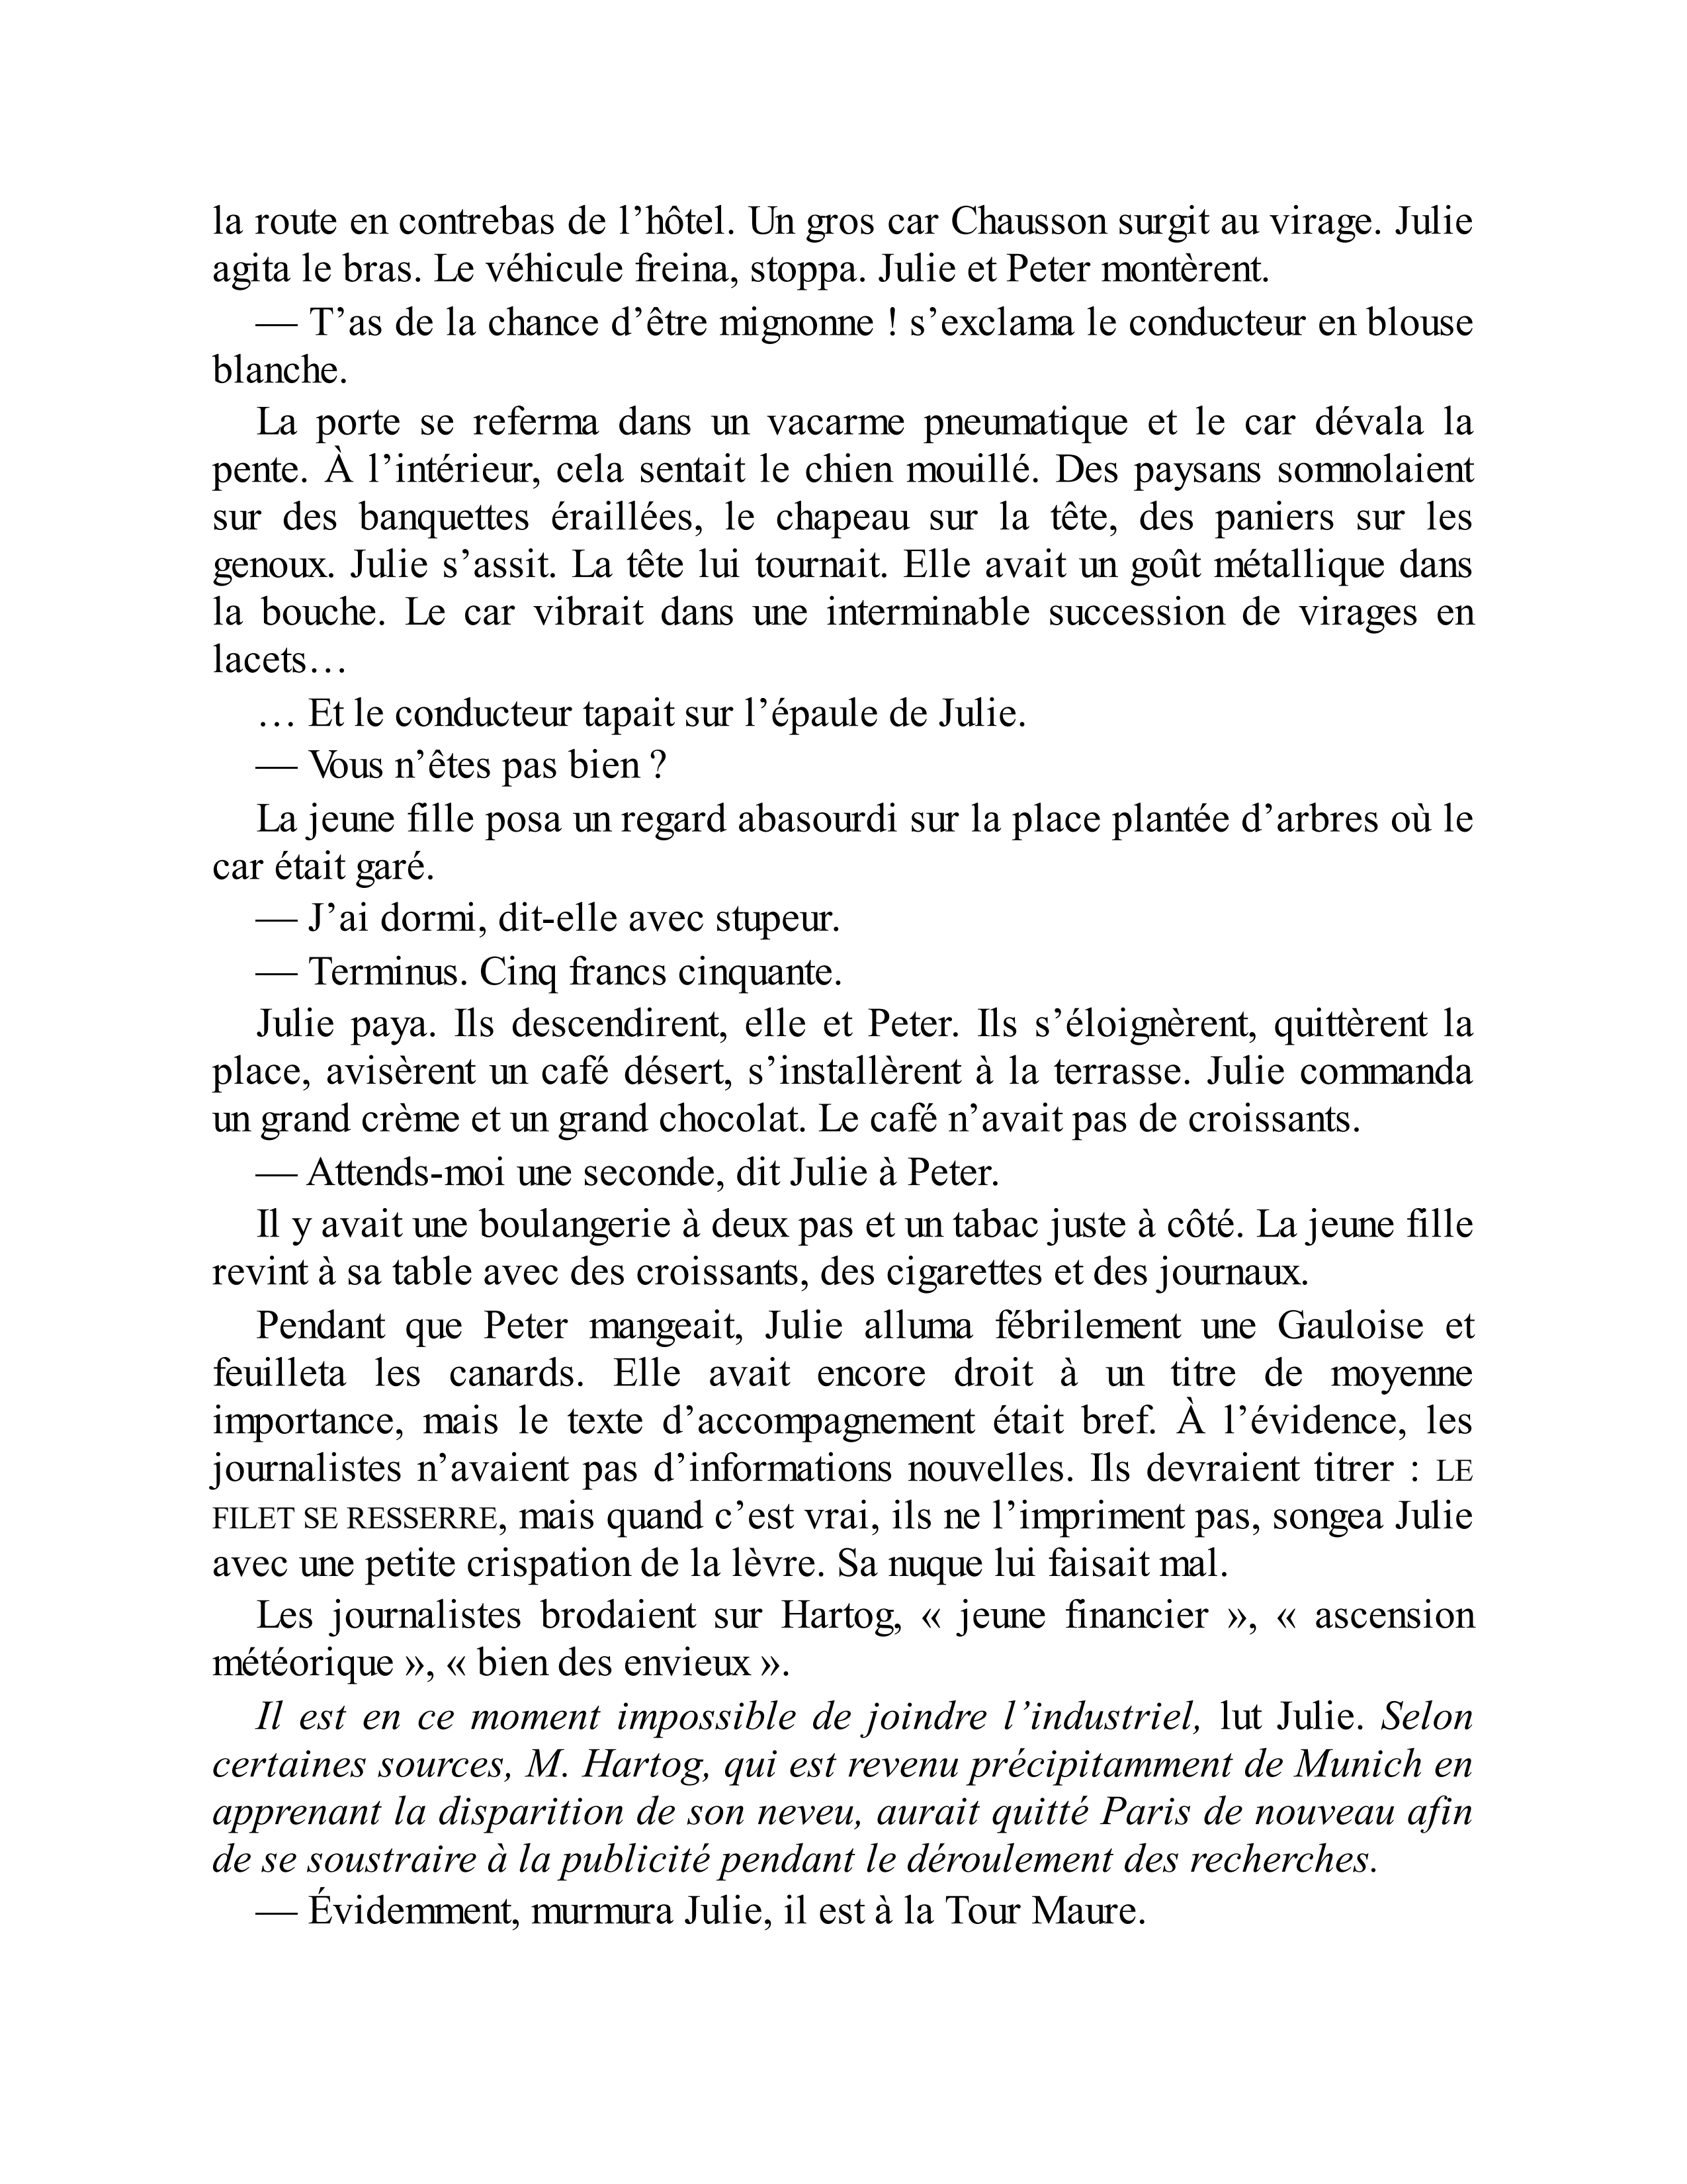 la route en contrebas de l’hôtel. Un gros car Chausson surgit au virage. Julie
agita le bras. Le véhicule freina, stoppa. Julie et Peter montèrent.
— T’as de la chance d’être mignonne ! s’exclama le conducteur en blouse
blanche.
La porte se referma dans un vacarme pneumatique et le car dévala la
pente. À l’intérieur, cela sentait le chien mouillé. Des paysans somnolaient
sur des banquettes éraillées, le chapeau sur la tête, des paniers sur les
genoux. Julie s’assit. La tête lui tournait. Elle avait un goût métallique dans
la bouche. Le car vibrait dans une interminable succession de virages en
lacets…
… Et le conducteur tapait sur l’épaule de Julie.
— Vous n’êtes pas bien ?
La jeune fille posa un regard abasourdi sur la place plantée d’arbres où le
car était garé.
— J’ai dormi, dit-elle avec stupeur.
— Terminus. Cinq francs cinquante.
Julie paya. Ils descendirent, elle et Peter. Ils s’éloignèrent, quittèrent la
place, avisèrent un café désert, s’installèrent à la terrasse. Julie commanda
un grand crème et un grand chocolat. Le café n’avait pas de croissants.
— Attends-moi une seconde, dit Julie à Peter.
Il y avait une boulangerie à deux pas et un tabac juste à côté. La jeune fille
revint à sa table avec des croissants, des cigarettes et des journaux.
Pendant que Peter mangeait, Julie alluma fébrilement une Gauloise et
feuilleta les canards. Elle avait encore droit à un titre de moyenne
importance, mais le texte d’accompagnement était bref. À l’évidence, les
journalistes n’avaient pas d’informations nouvelles. Ils devraient titrer : LE
FILET SE RESSERRE, mais quand c’est vrai, ils ne l’impriment pas, songea Julie
avec une petite crispation de la lèvre. Sa nuque lui faisait mal.
Les journalistes brodaient sur Hartog, « jeune financier », « ascension
météorique », « bien des envieux ».
Il est en ce moment impossible de joindre l’industriel, lut Julie. Selon
certaines sources, M. Hartog, qui est revenu précipitamment de Munich en
apprenant la disparition de son neveu, aurait quitté Paris de nouveau afin
de se soustraire à la publicité pendant le déroulement des recherches.
— Évidemment, murmura Julie, il est à la Tour Maure.